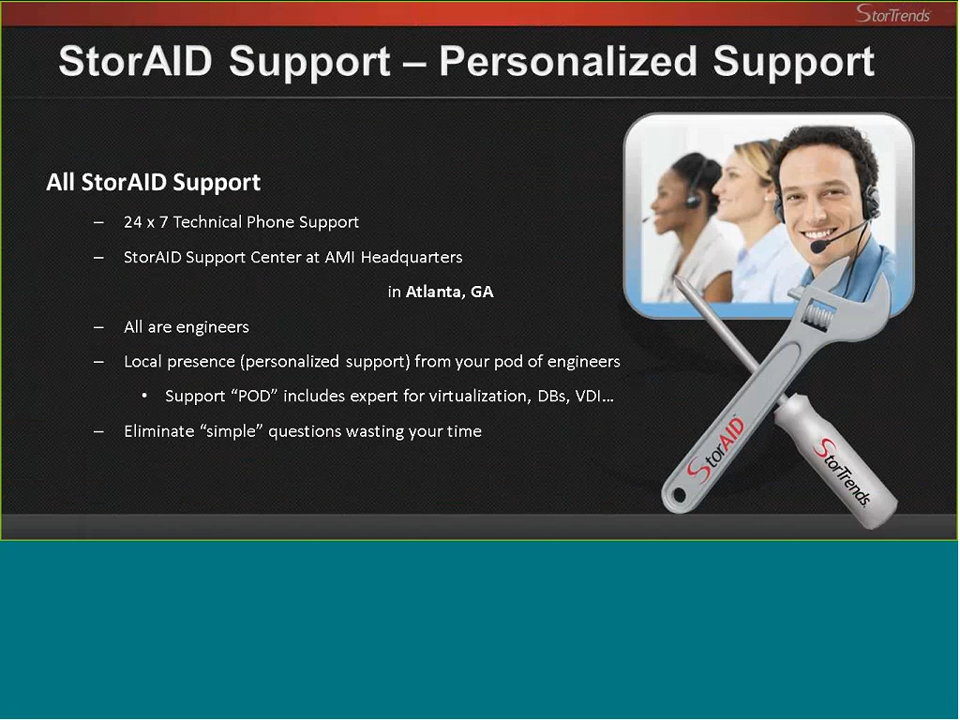 StorTrends
StorAID Support – Personalized Support
All StorAID Support
– 24 x 7 Technical Phone Support
– StorAID Support Center at AMI Headquarters
in Atlanta, GA
– All are engineers
– Local presence (personalized support) from your pod of engineers
• Support “POD” includes expert for virtualization, DBs, VDI...
– Eliminate “simple” questions wasting your time
StorAID
StorTrends